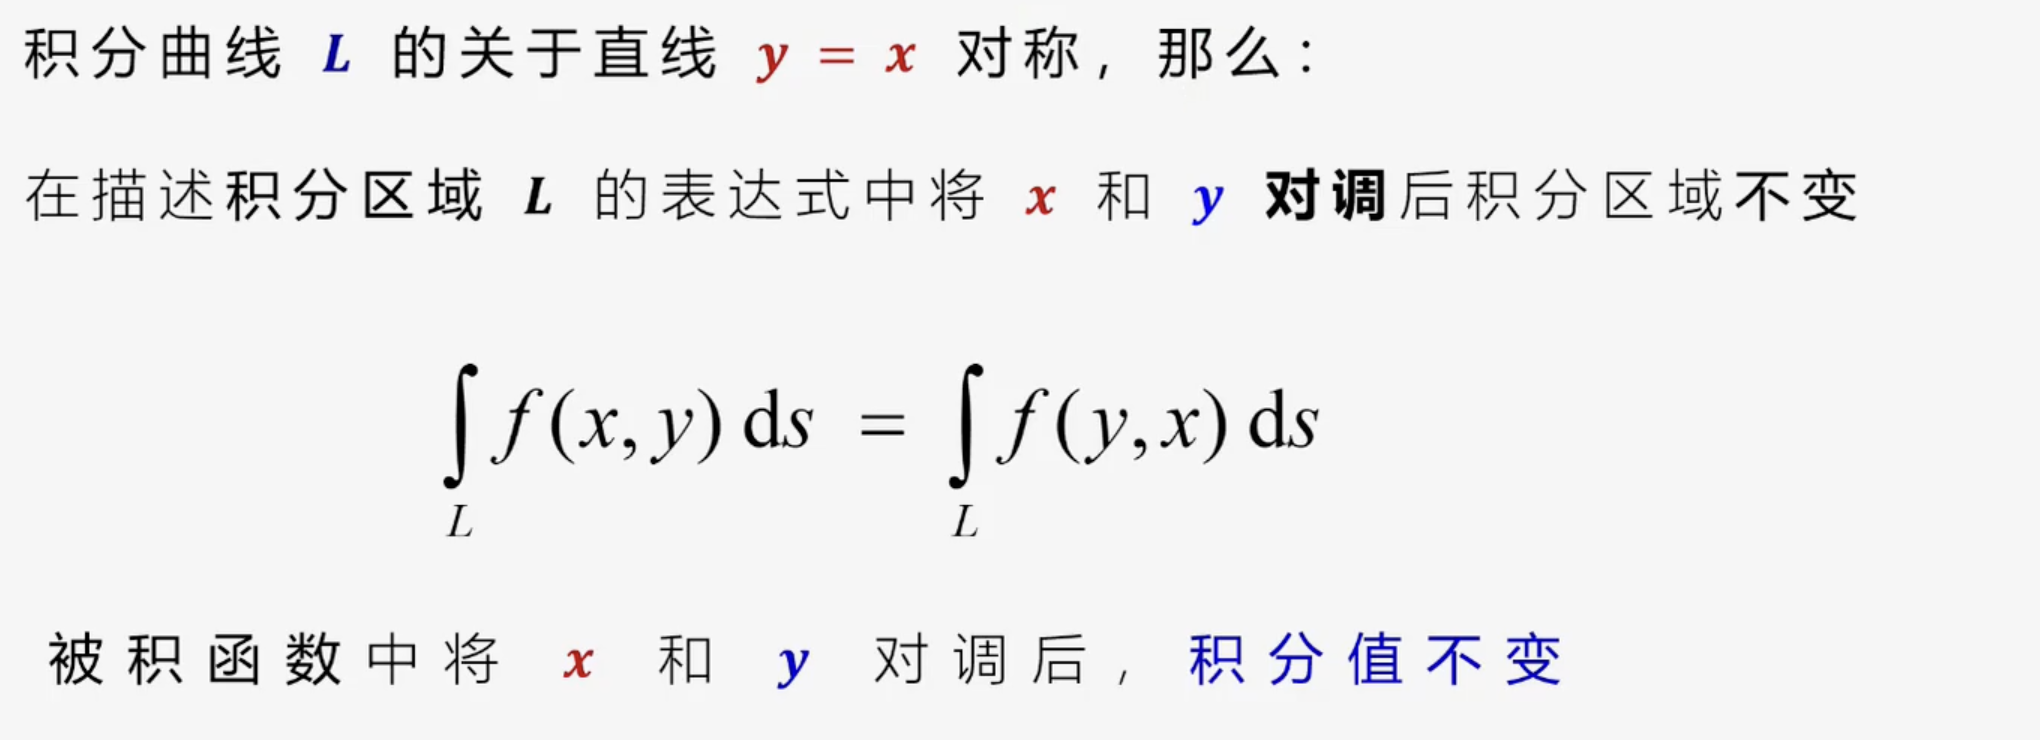 积分曲线 L 的关于直线 y = x 对称，那么：
在描述积分区域 L 的表达式中将 x 和 y 对调后积分区域不变
∫_L f(x, y) ds = ∫_L f(y, x) ds
被积函数中将 x 和 y 对调后，积分值不变